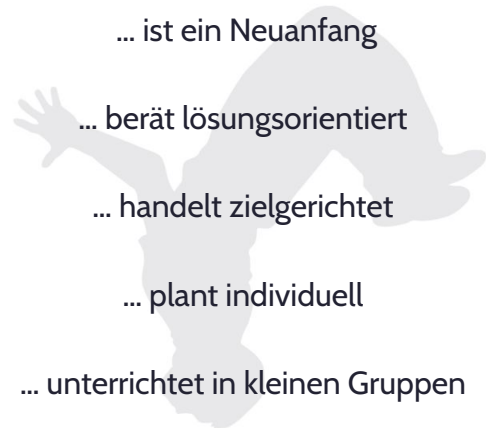 ... ist ein Neuanfang
... berät lösungsorientiert
... handelt zielgerichtet
... plant individuell
... unterrichtet in kleinen Gruppen